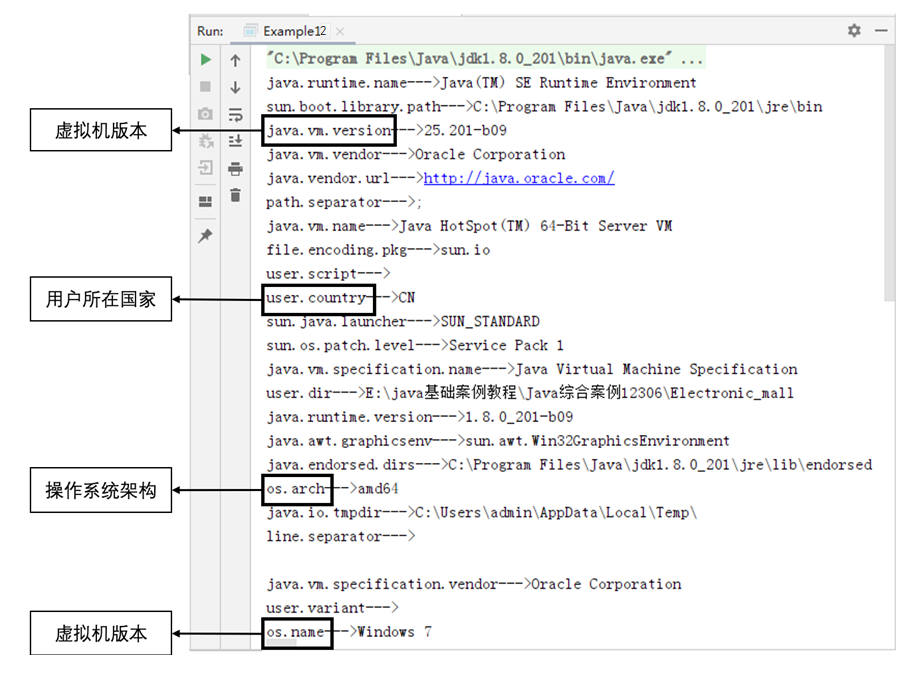 Run: Example12
"C:\Program Files\Java\jdk1.8.0_201\bin\java.exe" ...
java.runtime.name--->Java(TM) SE Runtime Environment
sun.boot.library.path--->C:\Program Files\Java\jdk1.8.0_201\jre\bin
虚拟机版本
java.vm.version--->25.201-b09
java.vm.vendor--->Oracle Corporation
java.vendor.url--->http://java.oracle.com/
path.separator--->;
java.vm.name--->Java HotSpot(TM) 64-Bit Server VM
file.encoding.pkg--->sun.io
user.script--->
用户所在国家
user.country--->CN
sun.java.launcher--->SUN_STANDARD
sun.os.patch.level--->Service Pack 1
java.vm.specification.name--->Java Virtual Machine Specification
user.dir--->E:\java基础案例教程\Java综合案例12306\Electronic_mall
java.runtime.version--->1.8.0_201-b09
java.awt.graphicsenv--->sun.awt.Win32GraphicsEnvironment
java.endorsed.dirs--->C:\Program Files\Java\jdk1.8.0_201\jre\lib\endorsed
操作系统架构
os.arch--->amd64
java.io.tmpdir--->C:\Users\admin\AppData\Local\Temp\
line.separator--->
java.vm.specification.vendor--->Oracle Corporation
user.variant--->
虚拟机版本
os.name--->Windows 7